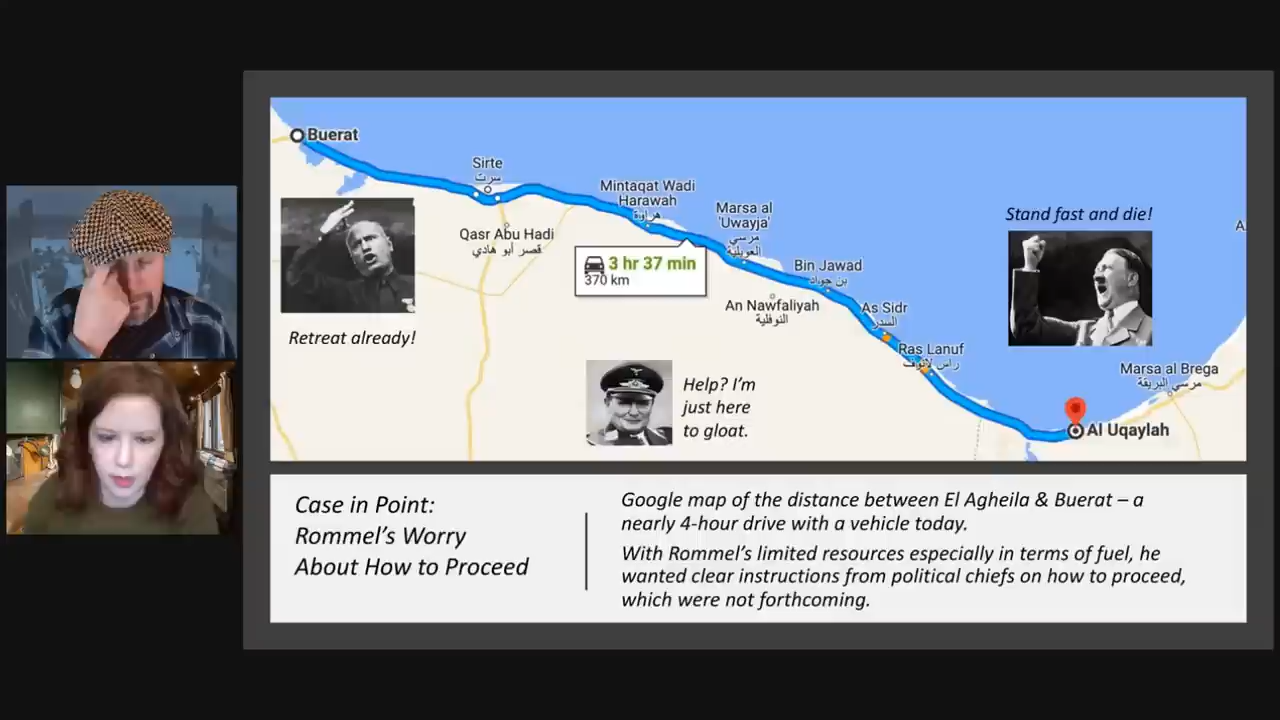 Buerat
Sirte
سرت
Mintaqat Wadi
Harawah
هراوة
Marsa al
'Uwayja'
مرسى
العويلية
Stand fast and die!
A
Qasr Abu Hadi
قصر أبو هادي
3 hr 37 min
370 km
Bin Jawad
بن جواد
An Nawfaliyah
النوفلية
As Sidr
السدر
Retreat already!
Ras Lanuf
راس لانوف
Marsa al Brega
مرسى البريقة
Help? I'm
just here
to gloat.
Al Uqaylah
Case in Point:
Rommel's Worry
About How to Proceed
Google map of the distance between El Agheila & Buerat – a
nearly 4-hour drive with a vehicle today.
With Rommel's limited resources especially in terms of fuel, he
wanted clear instructions from political chiefs on how to proceed,
which were not forthcoming.